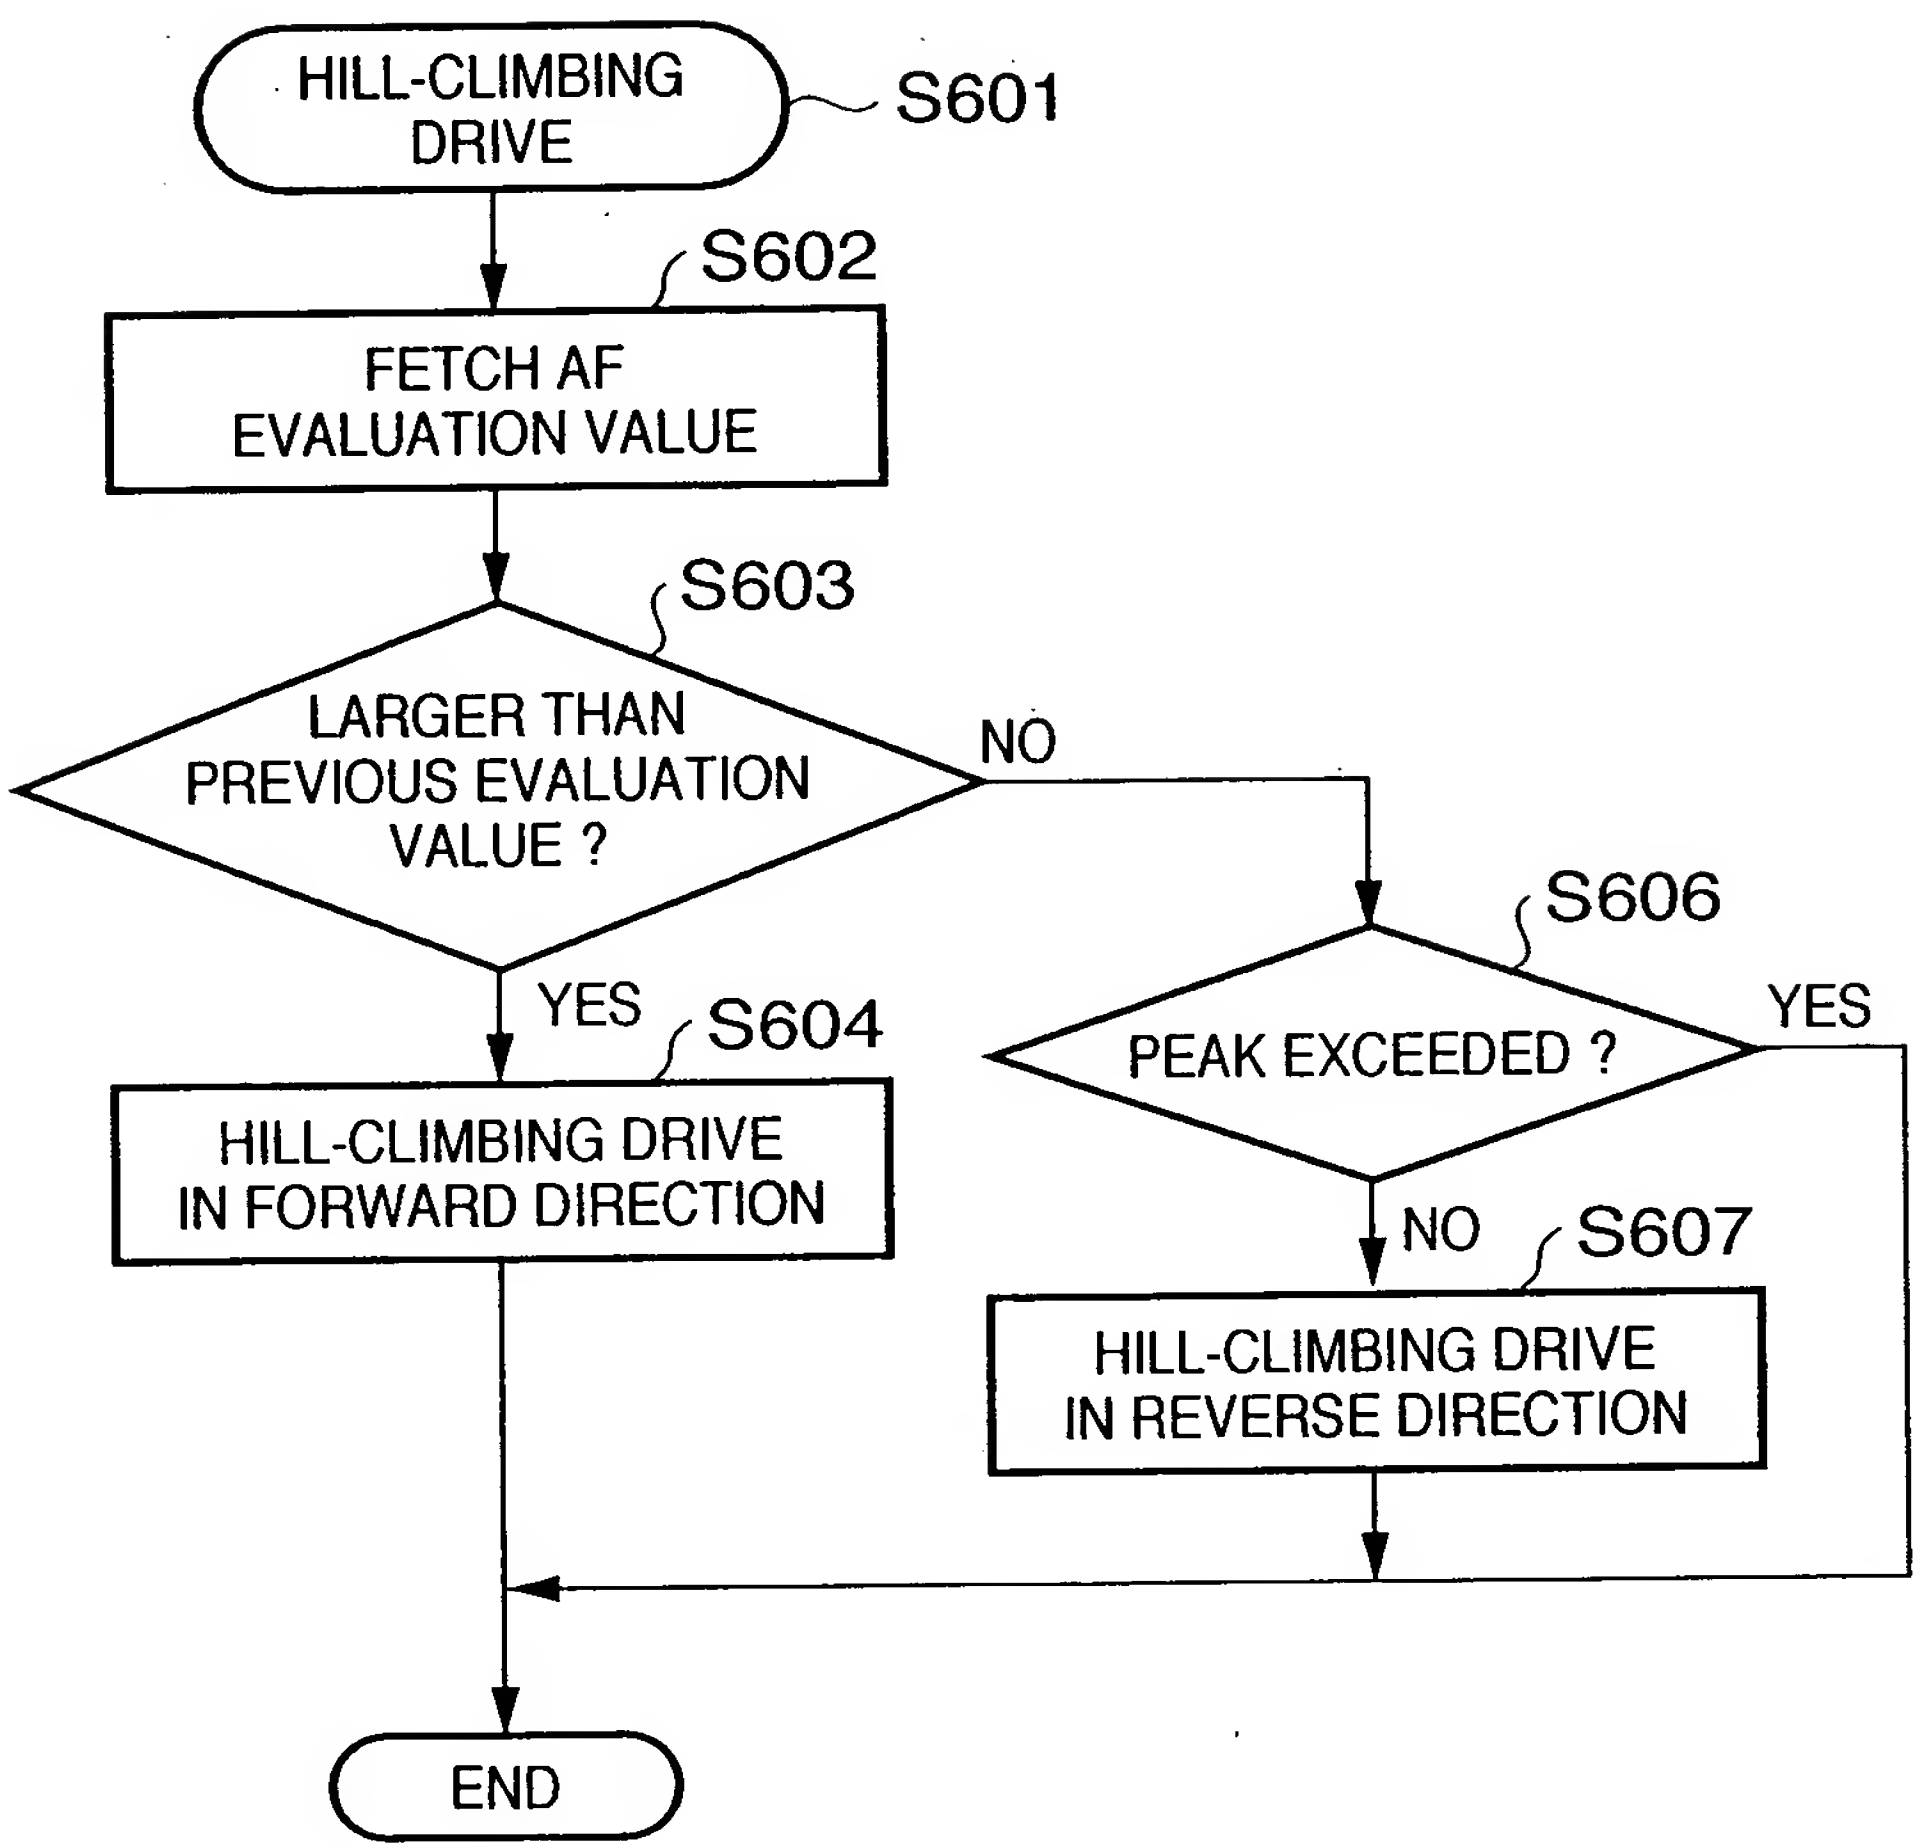 HILL-CLIMBING
DRIVE
S601
S602
FETCH AF
EVALUATION VALUE
S603
LARGER THAN
PREVIOUS EVALUATION
VALUE ?
NO
YES
S604
HILL-CLIMBING DRIVE
IN FORWARD DIRECTION
S606
PEAK EXCEEDED ?
YES
NO
S607
HILL-CLIMBING DRIVE
IN REVERSE DIRECTION
END